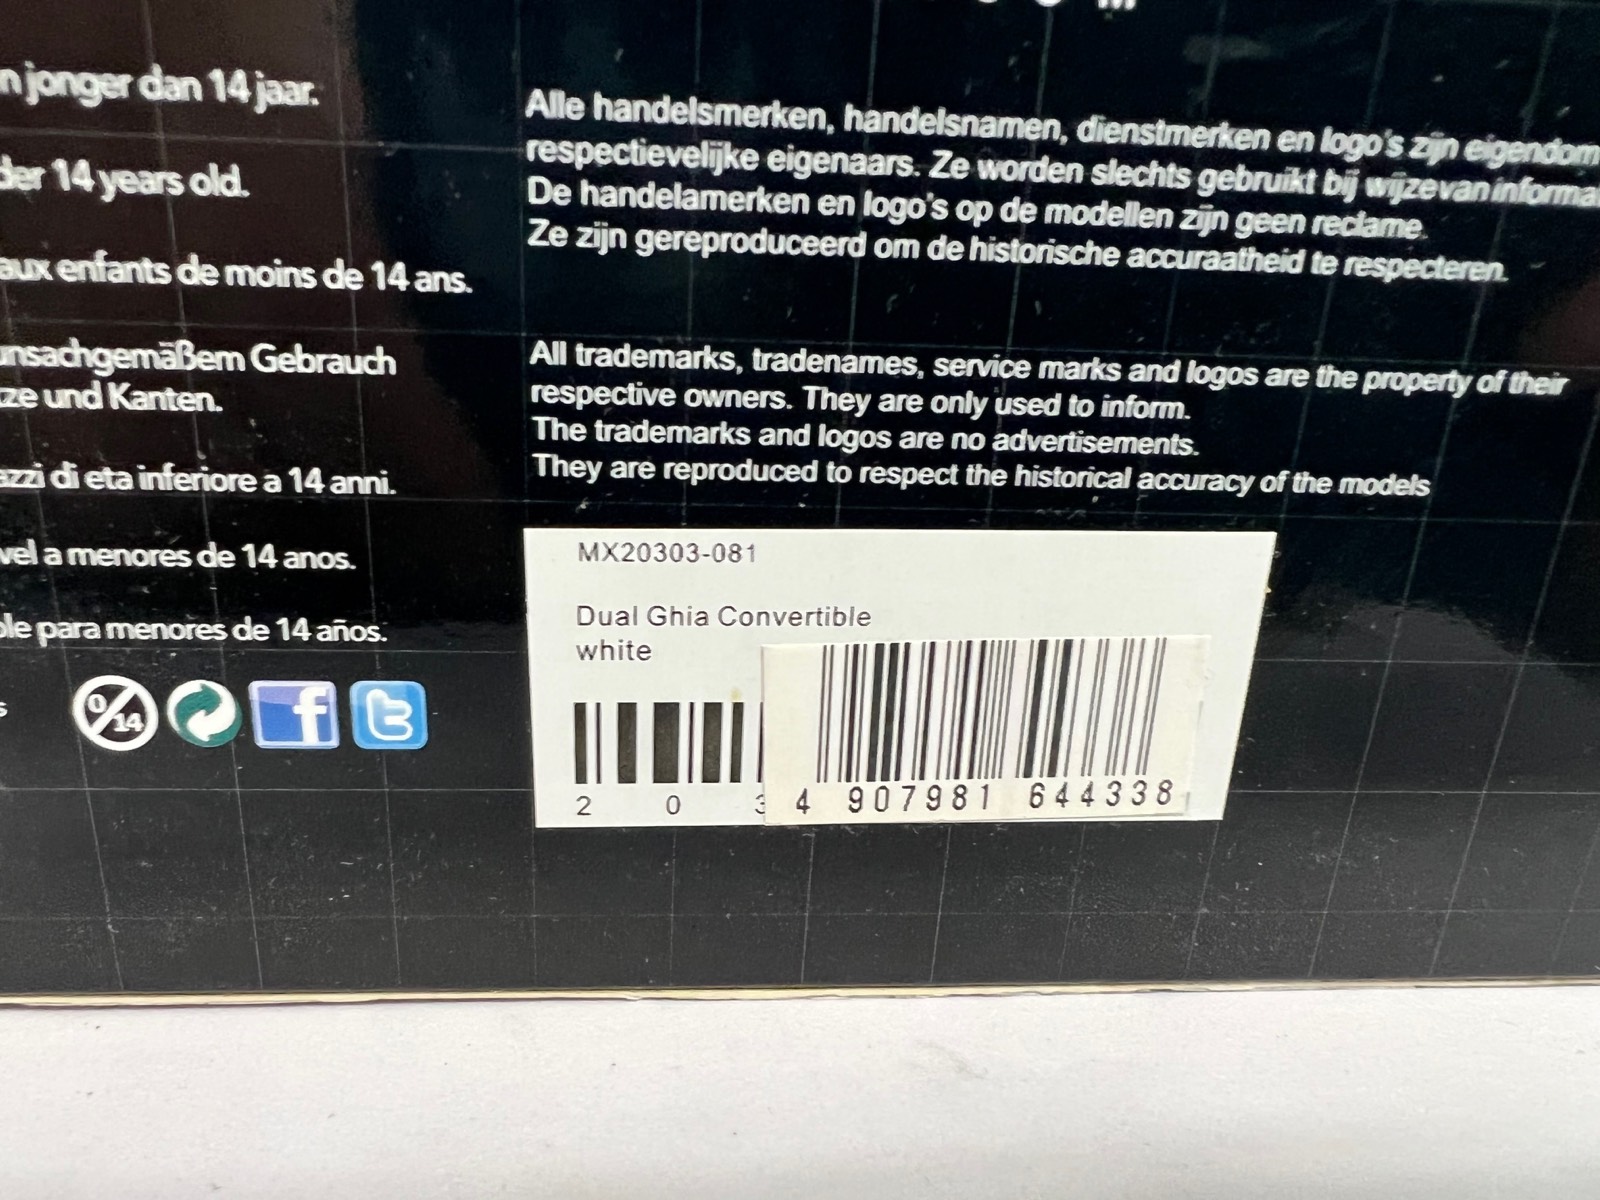 n jonger dan 14 jaar.
der 14 years old.
aux enfants de moins de 14 ans.
unsachgemäßem Gebrauch
ze und Kanten.
azzi di eta inferiore a 14 anni.
vel a menores de 14 anos.
ble para menores de 14 años.
s
0/14
f
t
Alle handelsmerken, handelsnamen, dienstmerken en logo's zijn eigendom
respectievelijke eigenaars. Ze worden slechts gebruikt bij wijze van informa
De handelamerken en logo's op de modellen zijn geen reclame.
Ze zijn gereproduceerd om de historische accuraatheid te respecteren.
All trademarks, tradenames, service marks and logos are the property of their
respective owners. They are only used to inform.
The trademarks and logos are no advertisements.
They are reproduced to respect the historical accuracy of the models
MX20303-081
Dual Ghia Convertible
white
2 0 3
4 907981 644338